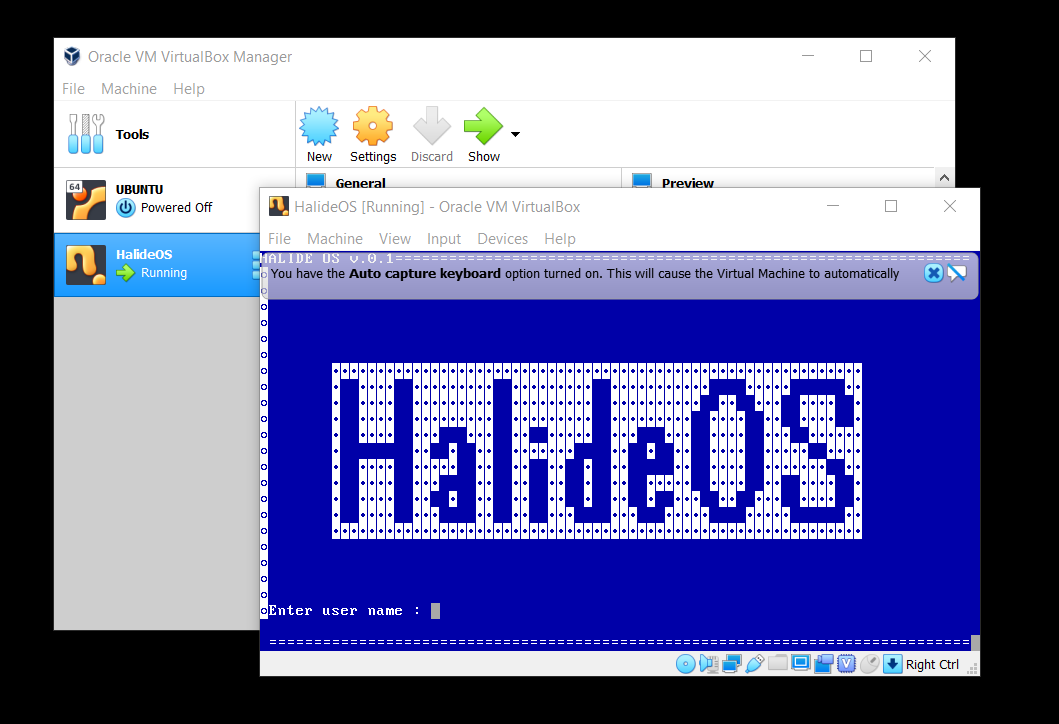 Oracle VM VirtualBox Manager
File Machine Help
Tools
New Settings Discard Show
General Preview
64
UBUNTU
Powered Off
HalideOS
Running
HalideOS [Running] - Oracle VM VirtualBox
File Machine View Input Devices Help
HALIDE OS v.0.1
You have the Auto capture keyboard option turned on. This will cause the Virtual Machine to automatically
HalideOS
Enter user name :
Right Ctrl